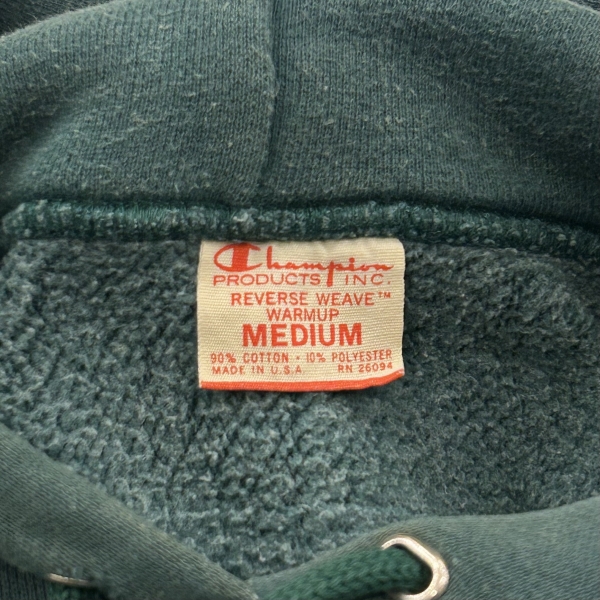 Champion
PRODUCTS INC.
REVERSE WEAVE™
WARMUP
MEDIUM
90% COTTON • 10% POLYESTER
MADE IN U.S.A. RN 26094